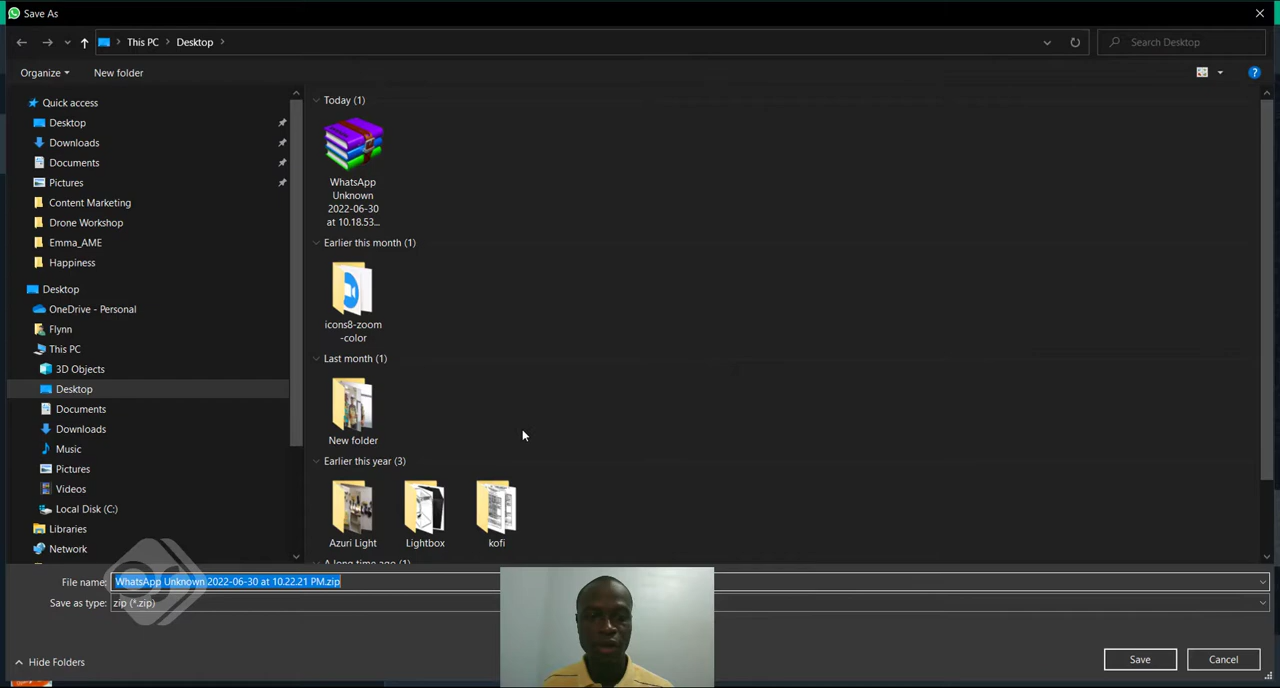 Save As
This PC
Desktop
Search Desktop
Organize
New folder
Quick access
Desktop
Downloads
Documents
Pictures
Content Marketing
Drone Workshop
Emma_AME
Happiness
Desktop
OneDrive - Personal
Flynn
This PC
3D Objects
Desktop
Documents
Downloads
Music
Pictures
Videos
Local Disk (C:)
Libraries
Network
Today (1)
WhatsApp
Unknown
2022-06-30
at 10.18.53...
Earlier this month (1)
icons8-zoom
-color
Last month (1)
New folder
Earlier this year (3)
Azuri Light
Lightbox
kofi
A long time ago (1)
File name:
WhatsApp Unknown 2022-06-30 at 10.22.21 PM.zip
Save as type:
zip (*.zip)
Hide Folders
Save
Cancel